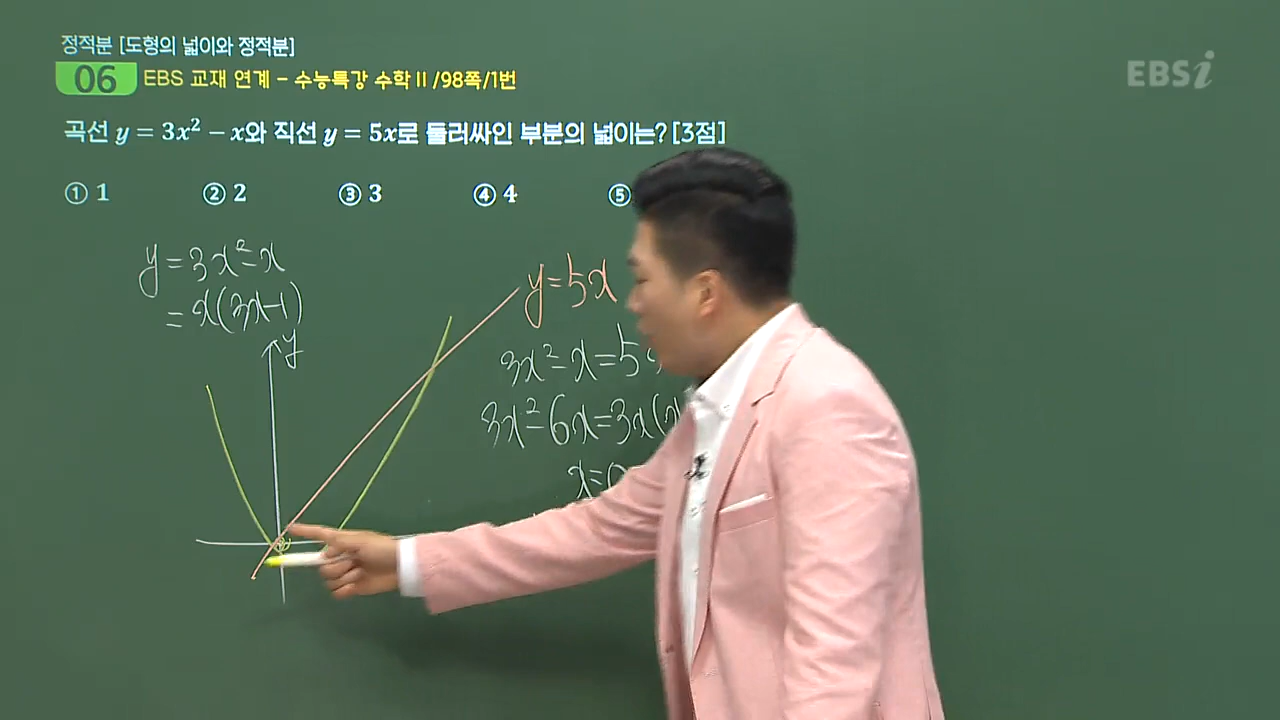 정적분 [도형의 넓이와 정적분]
06 EBS 교재 연계 – 수능특강 수학 II /98쪽/1번
EBSi
곡선 y = 3x² − x와 직선 y = 5x로 둘러싸인 부분의 넓이는? [3점]
① 1 ② 2 ③ 3 ④ 4 ⑤
y=3x²-x
=x(3x-1)
y
y=5x
3x²-x=5
3x²-6x=3x(x
x=0